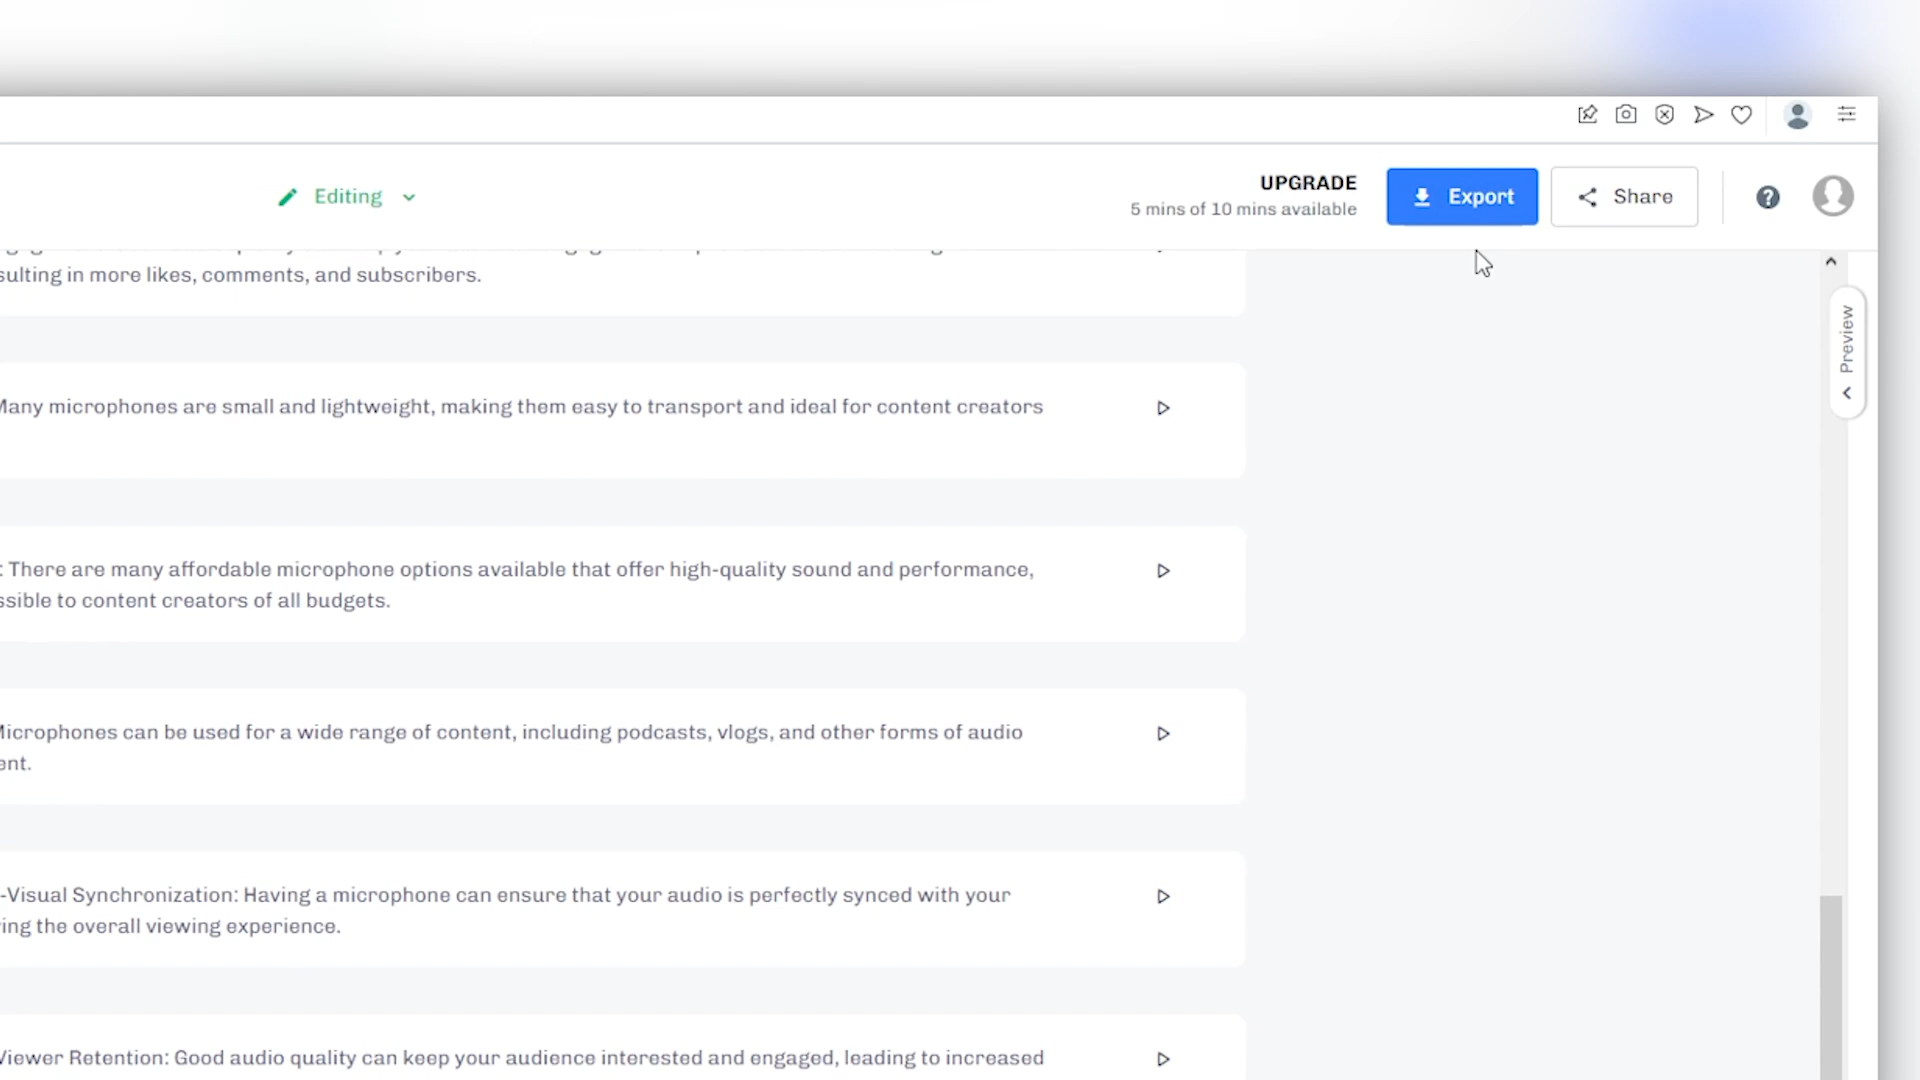 Editing
UPGRADE
5 mins of 10 mins available
Export
Share
Preview
sulting in more likes, comments, and subscribers.
Many microphones are small and lightweight, making them easy to transport and ideal for content creators
: There are many affordable microphone options available that offer high-quality sound and performance,
ssible to content creators of all budgets.
Microphones can be used for a wide range of content, including podcasts, vlogs, and other forms of audio
ent.
-Visual Synchronization: Having a microphone can ensure that your audio is perfectly synced with your
ing the overall viewing experience.
Viewer Retention: Good audio quality can keep your audience interested and engaged, leading to increased